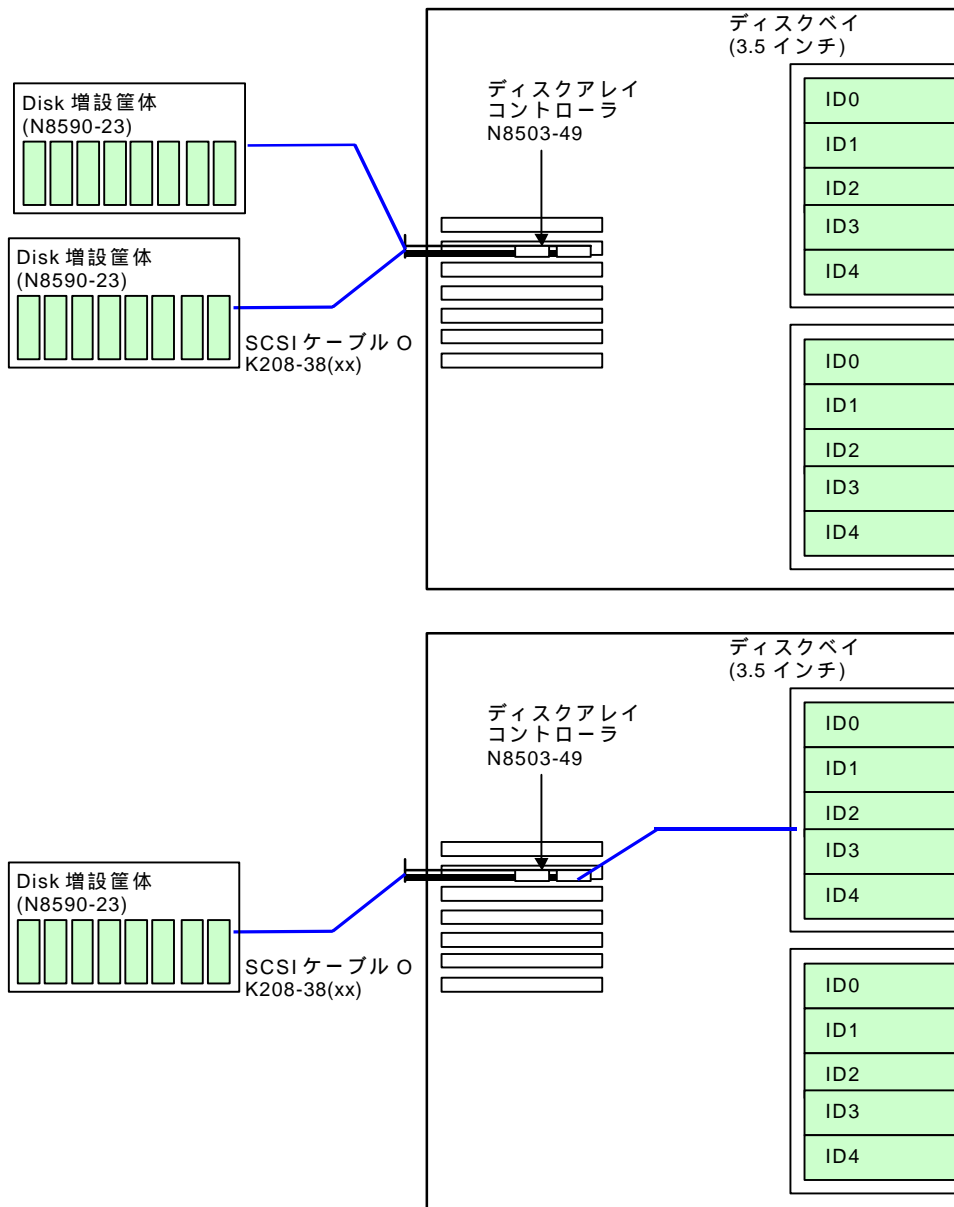 ディスクベイ
(3.5 インチ)
Disk 増設筐体
(N8590-23)
ディスクアレイ
コントローラ
N8503-49
ID0
ID1
ID2
ID3
ID4
Disk 増設筐体
(N8590-23)
SCSI ケーブル O
K208-38(xx)
ID0
ID1
ID2
ID3
ID4
ディスクベイ
(3.5 インチ)
ディスクアレイ
コントローラ
N8503-49
ID0
ID1
ID2
ID3
ID4
Disk 増設筐体
(N8590-23)
SCSI ケーブル O
K208-38(xx)
ID0
ID1
ID2
ID3
ID4